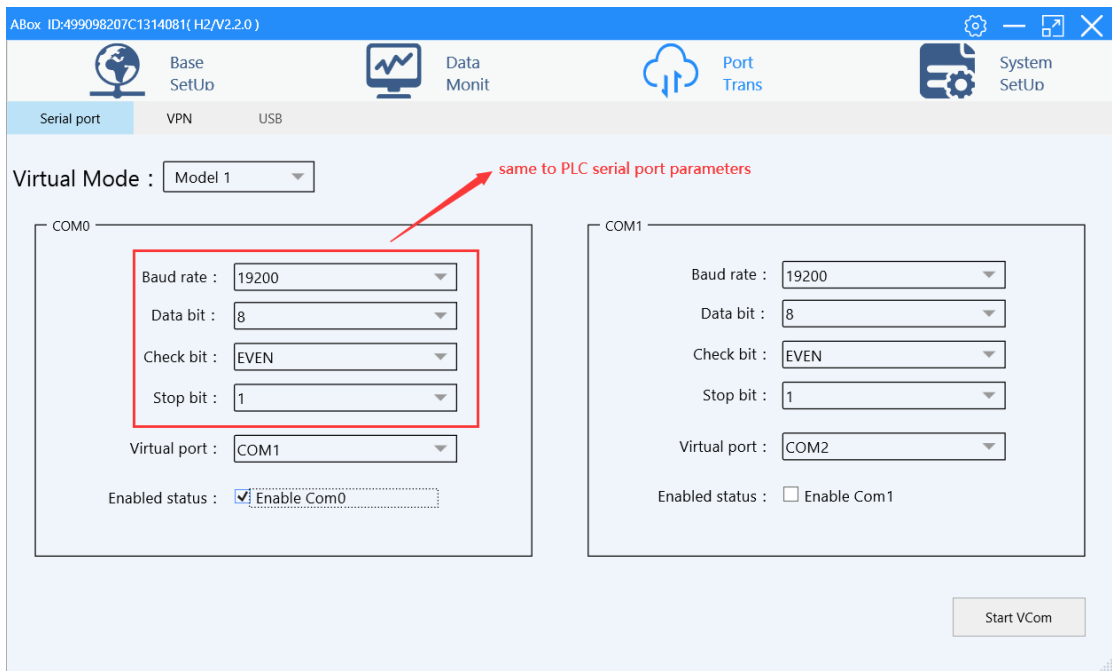 ABox ID:499098207C1314081( H2/V2.2.0 )
Base
SetUp
Data
Monit
Port
Trans
System
SetUp
Serial port
VPN
USB
Virtual Mode :
Model 1
same to PLC serial port parameters
COM0
Baud rate : 19200
Data bit : 8
Check bit : EVEN
Stop bit : 1
Virtual port : COM1
Enabled status : Enable Com0
COM1
Baud rate : 19200
Data bit : 8
Check bit : EVEN
Stop bit : 1
Virtual port : COM2
Enabled status : Enable Com1
Start VCom